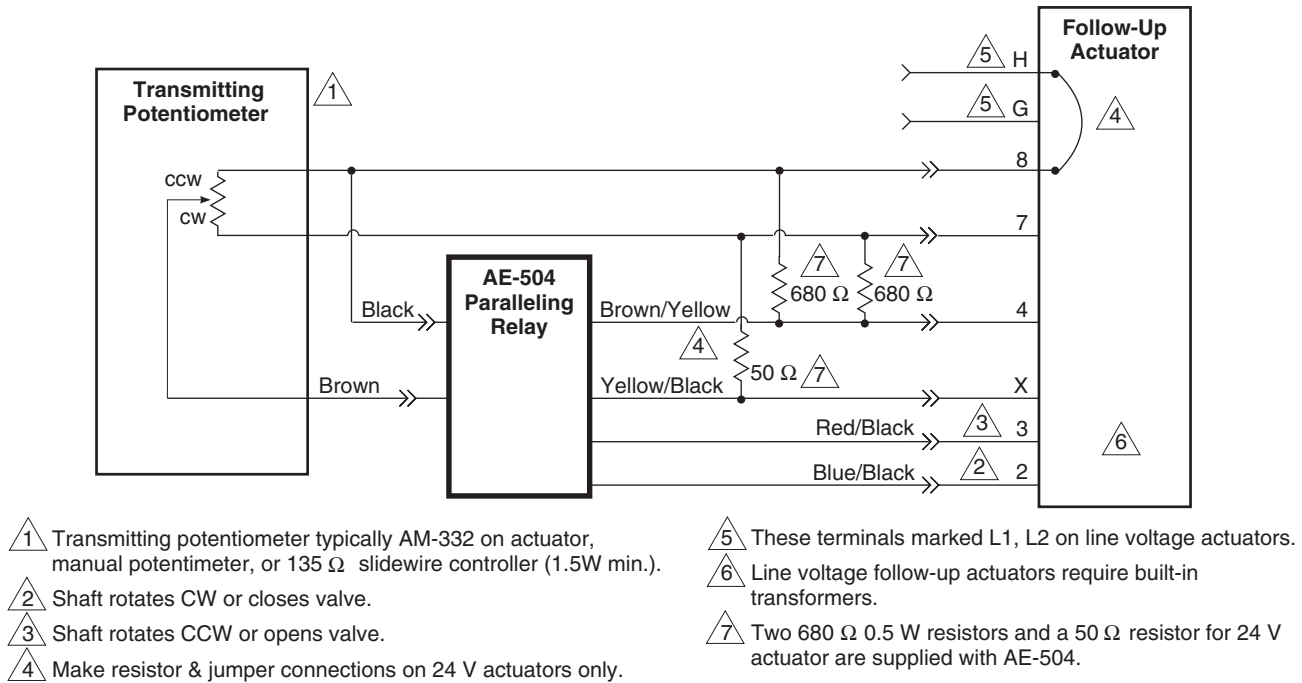 Follow-Up
Actuator
5 H
Transmitting
Potentiometer
1
5 G
4
8
CCW
CW
7
AE-504
Paralleling
Relay
7
7
680 Ω
680 Ω
Black
Brown/Yellow
4
4
50 Ω 7
Brown
Yellow/Black
X
Red/Black
3
3
6
Blue/Black
2
2
1 Transmitting potentiometer typically AM-332 on actuator,
manual potentimeter, or 135 Ω slidewire controller (1.5W min.).
2 Shaft rotates CW or closes valve.
3 Shaft rotates CCW or opens valve.
4 Make resistor & jumper connections on 24 V actuators only.
5 These terminals marked L1, L2 on line voltage actuators.
6 Line voltage follow-up actuators require built-in
transformers.
7 Two 680 Ω 0.5 W resistors and a 50 Ω resistor for 24 V
actuator are supplied with AE-504.